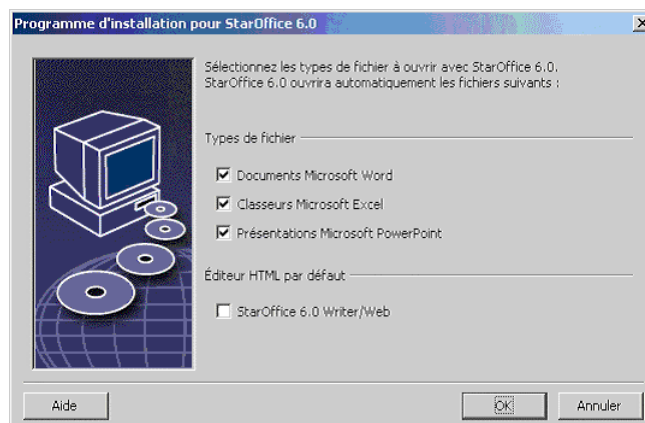 Programme d'installation pour StarOffice 6.0
Sélectionnez les types de fichier à ouvrir avec StarOffice 6.0.
StarOffice 6.0 ouvrira automatiquement les fichiers suivants :
Types de fichier
Documents Microsoft Word
Classeurs Microsoft Excel
Présentations Microsoft PowerPoint
Éditeur HTML par défaut
StarOffice 6.0 Writer/Web
Aide
OK
Annuler